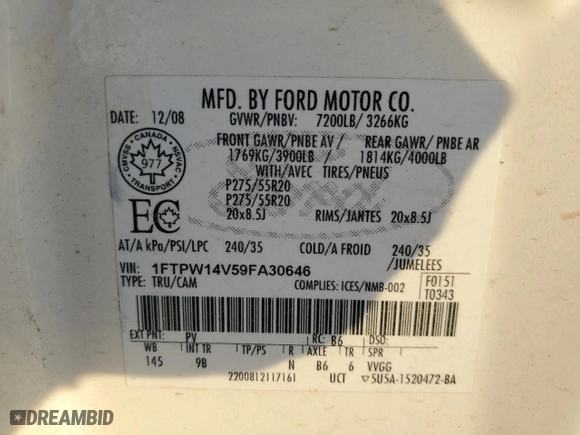 MFD. BY FORD MOTOR CO.
DATE: 12/08 GVWR/PNBV: 7200LB/ 3266KG
FRONT GAWR/PNBE AV / REAR GAWR/ PNBE AR
1769KG/3900LB 1814KG/4000LB
WITH/AVEC TIRES/PNEUS
P275/55R20
P275/55R20
20x8.5J RIMS/JANTES 20x8.5J
CANADA
CMVSS NSVAC
977
TRANSPORT
EC
AT/A kPa/PSI/LPC 240/35 COLD/A FROID 240/35
/JUMELEES
VIN: 1FTPW14V59FA30646
TYPE: TRU/CAM COMPLIES: ICES/NMB-002
F0151
T0343
EXT PNT: PV RC: B6 DSO:
WB INT TR TP/PS R AXLE TR SPR
145 9B N B6 6 VVGG
2200812117161 UCT 5U5A-1520472-BA
DREAMBID